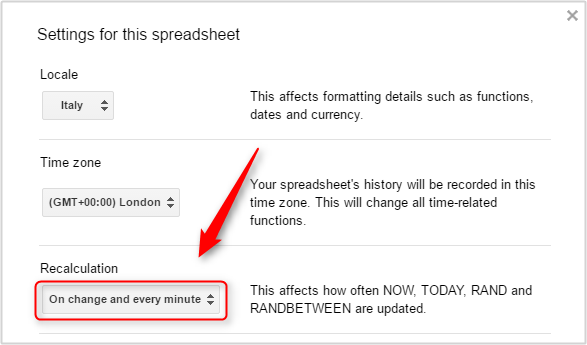 Settings for this spreadsheet
Locale
Italy
This affects formatting details such as functions,
dates and currency.
Time zone
(GMT+00:00) London
Your spreadsheet's history will be recorded in this
time zone. This will change all time-related
functions.
Recalculation
On change and every minute
This affects how often NOW, TODAY, RAND and
RANDBETWEEN are updated.